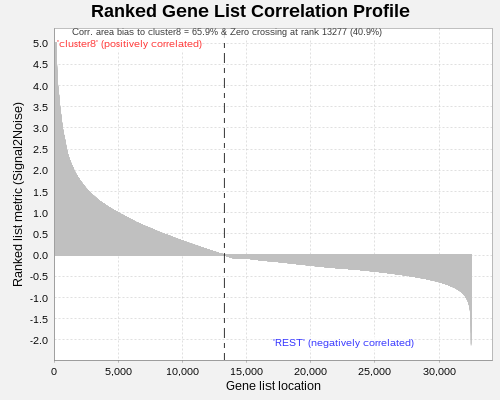 Ranked Gene List Correlation Profile
Corr. area bias to cluster8 = 65.9% & Zero crossing at rank 13277 (40.9%)
'cluster8' (positively correlated)
5.0
4.5
4.0
3.5
3.0
2.5
2.0
1.5
1.0
0.5
0.0
-0.5
-1.0
-1.5
-2.0
Ranked list metric (Signal2Noise)
'REST' (negatively correlated)
0 5,000 10,000 15,000 20,000 25,000 30,000
Gene list location